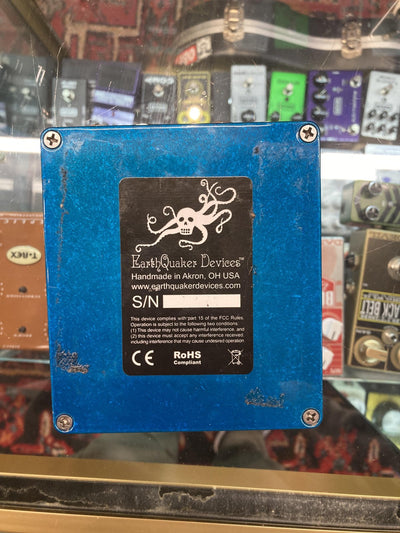 EarthQuaker Devices™
Handmade in Akron, OH USA
www.earthquakerdevices.com
S/N
This device complies with part 15 of the FCC Rules.
Operation is subject to the following two conditions:
(1) This device may not cause harmful interference, and
(2) this device must accept interference received,
including interference that may cause undesired operation
CE
RoHS
Compliant
T-REX
BLACK BELT